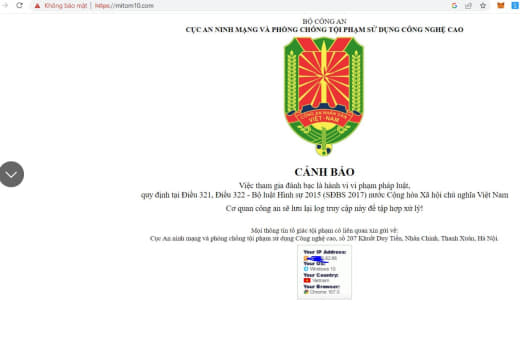 Không bảo mật | https://mitom10.com
BỘ CÔNG AN
CỤC AN NINH MẠNG VÀ PHÒNG CHỐNG TỘI PHẠM SỬ DỤNG CÔNG NGHỆ CAO
CÔNG AN NHÂN DÂN
VIỆT-NAM
CẢNH BÁO
Việc tham gia đánh bạc là hành vi vi phạm pháp luật,
quy định tại Điều 321, Điều 322 - Bộ luật Hình sự 2015 (SĐBS 2017) nước Cộng hòa Xã hội chủ nghĩa Việt Nam
Cơ quan công an sẽ lưu lại log truy cập này để tập hợp xử lý!
Mọi thông tin tố giác tội phạm có liên quan xin gửi về:
Cục An ninh mạng và phòng chống tội phạm sử dụng Công nghệ cao, số 207 Khuất Duy Tiến, Nhân Chính, Thanh Xuân, Hà Nội.
Your IP Address:
Your OS:
Windows 10
Your Country:
Vietnam
Your Browser:
Chrome 107.0